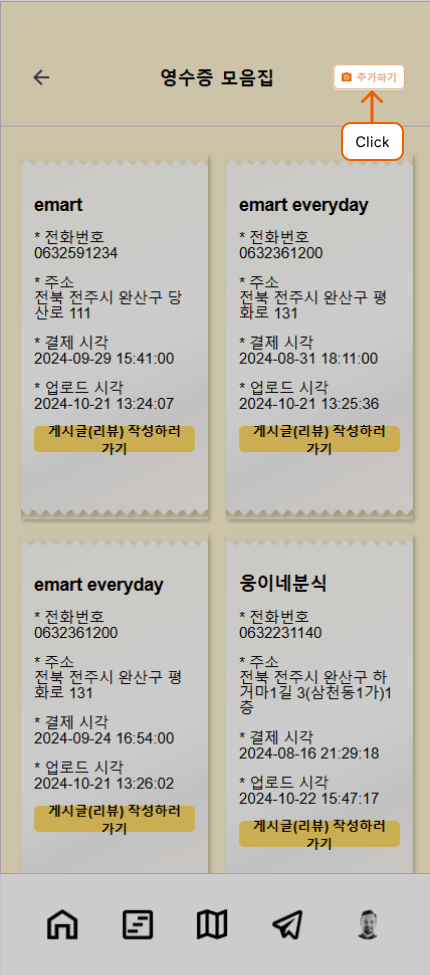 영수증 모음집
추가하기
Click
emart
* 전화번호
0632591234
* 주소
전북 전주시 완산구 당
산로 111
* 결제 시각
2024-09-29 15:41:00
* 업로드 시각
2024-10-21 13:24:07
게시글(리뷰) 작성하러
가기
emart everyday
* 전화번호
0632361200
* 주소
전북 전주시 완산구 평
화로 131
* 결제 시각
2024-08-31 18:11:00
* 업로드 시각
2024-10-21 13:25:36
게시글(리뷰) 작성하러
가기
emart everyday
* 전화번호
0632361200
* 주소
전북 전주시 완산구 평
화로 131
* 결제 시각
2024-09-24 16:54:00
* 업로드 시각
2024-10-21 13:26:02
게시글(리뷰) 작성하러
가기
웅이네분식
* 전화번호
0632231140
* 주소
전북 전주시 완산구 하
거마1길 3(삼천동1가)1
층
* 결제 시각
2024-08-16 21:29:18
* 업로드 시각
2024-10-22 15:47:17
게시글(리뷰) 작성하러
가기